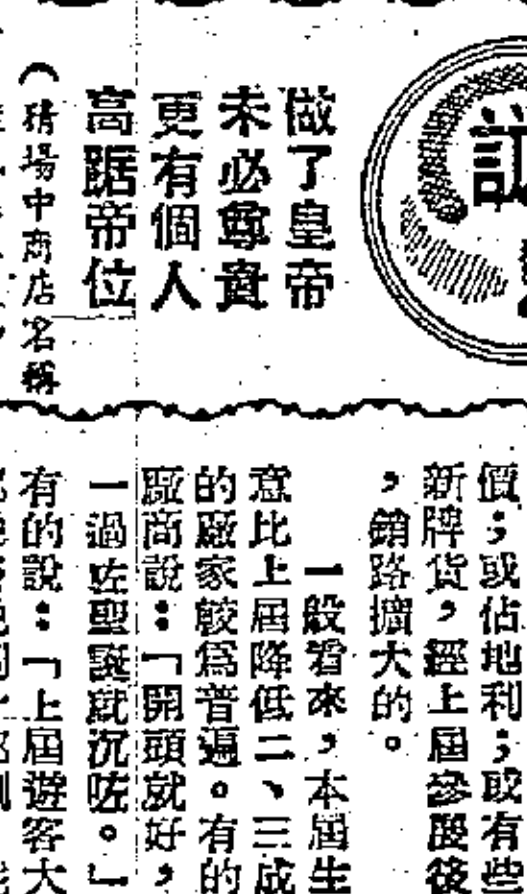 做了皇帝
未必尊貴
更有個人
高踞帝位
（猜場中商店名稱
價；或佔地利；或有些
新牌貨，經上屆參展後
，銷路擴大的。
一般看來，本屆生
意比上屆降低二、三成
的廠家較爲普遍。有的
廠商說：「開頭就好，
一過咗聖誕就沉咗。」
有的說：「上屆遊客大